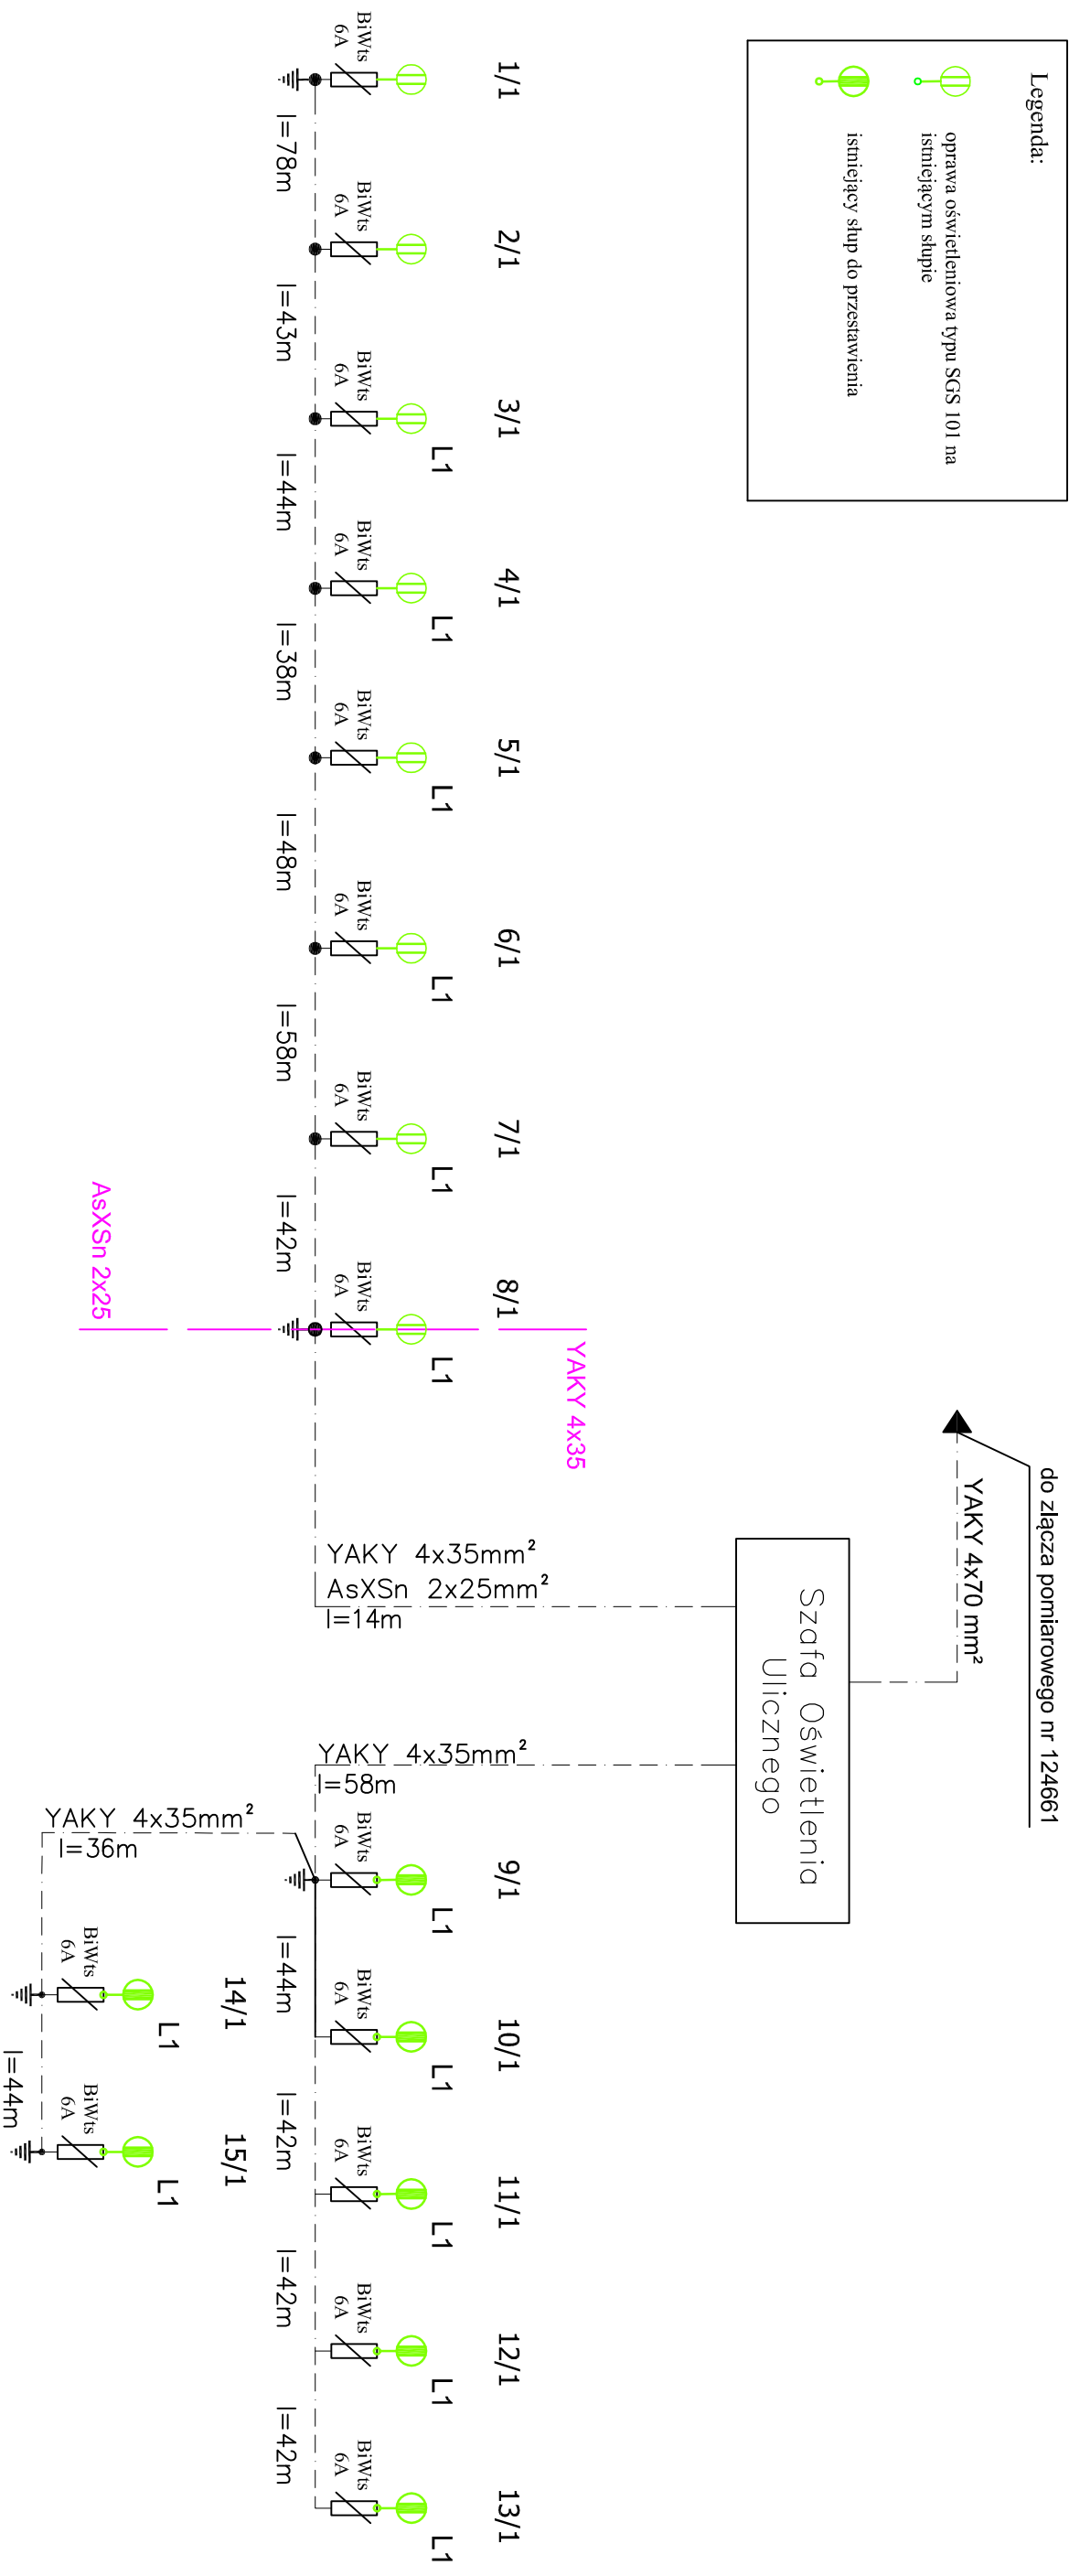 Legenda:
oprawa oświetleniowa typu SGS 101 na
istniejącym słupie
istniejący słup do przestawienia
do złącza pomiarowego nr 124661
YAKY 4x70 mm²
Szafa Oświetlenia
Ulicznego
1/1
2/1
3/1
4/1
5/1
6/1
7/1
8/1
9/1
10/1
11/1
12/1
13/1
YAKY 4x35
L1
L1
L1
L1
L1
L1
L1
L1
L1
L1
L1
BiWts
6A
BiWts
6A
BiWts
6A
BiWts
6A
BiWts
6A
BiWts
6A
BiWts
6A
BiWts
6A
YAKY 4x35mm²
AsXSn 2x25mm²
l=14m
YAKY 4x35mm²
l=58m
BiWts
6A
BiWts
6A
BiWts
6A
BiWts
6A
BiWts
6A
l=78m
l=43m
l=44m
l=38m
l=48m
l=58m
l=42m
l=44m
l=42m
l=42m
l=42m
AsXSn 2x25
YAKY 4x35mm²
l=36m
14/1
15/1
L1
L1
BiWts
6A
BiWts
6A
l=44m